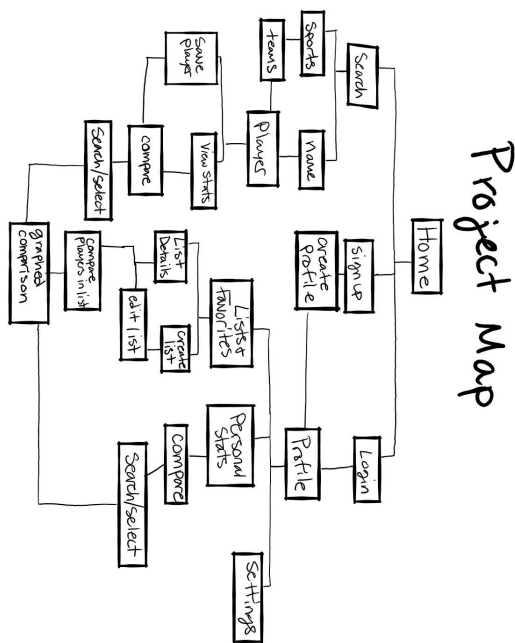 Project Map
Home
Search
sign up
Login
sports
name
create
profile
Profile
teams
Player
Lists &
Favorites
Personal
Stats
Settings
Save
player
View stats
List
Details
create
list
compare
compare
edit list
Search/select
Search/select
compare
players in list
graphed
comparison